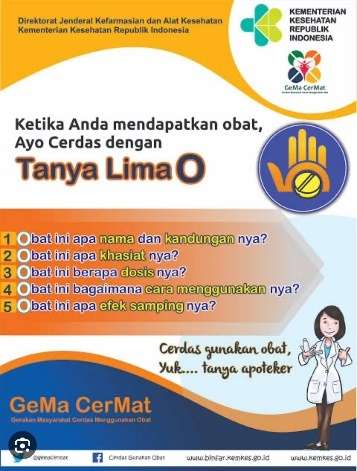 Direktorat Jenderal Kefarmasian dan Alat Kesehatan
Kementerian Kesehatan Republik Indonesia
KEMENTERIAN
KESEHATAN
REPUBLIK
INDONESIA
GeMa CerMat
Ketika Anda mendapatkan obat,
Ayo Cerdas dengan
Tanya Lima O
1 Obat ini apa nama dan kandungan nya?
2 Obat ini apa khasiat nya?
3 Obat ini berapa dosis nya?
4 Obat ini bagaimana cara menggunakan nya?
5 Obat ini apa efek samping nya?
Cerdas gunakan obat,
Yuk.... tanya apoteker
GeMa CerMat
Gerakan Masyarakat Cerdas Menggunakan Obat
@gemacermat
Cerdas Gunakan Obat
www.binfar.kemkes.go.id
www.kemkes.go.id